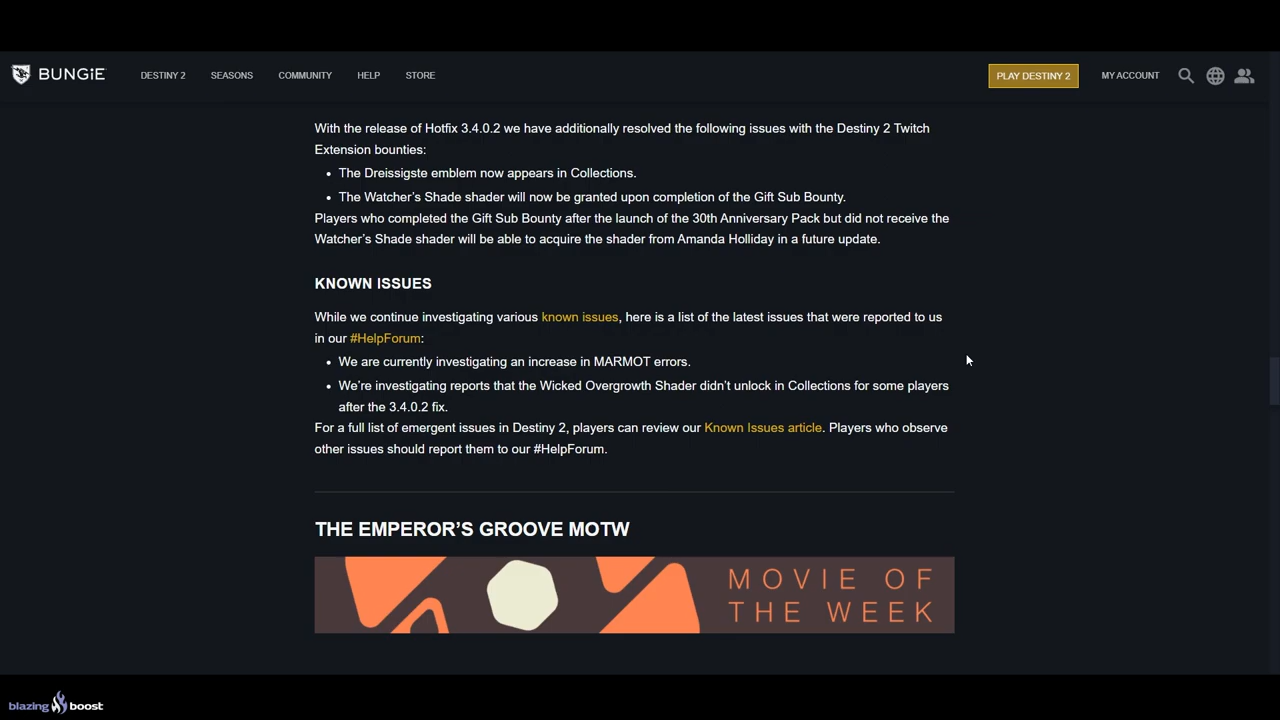 BUNGiE
DESTINY 2
SEASONS
COMMUNITY
HELP
STORE
PLAY DESTINY 2
MY ACCOUNT
With the release of Hotfix 3.4.0.2 we have additionally resolved the following issues with the Destiny 2 Twitch
Extension bounties:
• The Dreissigste emblem now appears in Collections.
• The Watcher’s Shade shader will now be granted upon completion of the Gift Sub Bounty.
Players who completed the Gift Sub Bounty after the launch of the 30th Anniversary Pack but did not receive the
Watcher’s Shade shader will be able to acquire the shader from Amanda Holliday in a future update.
KNOWN ISSUES
While we continue investigating various known issues, here is a list of the latest issues that were reported to us
in our #HelpForum:
• We are currently investigating an increase in MARMOT errors.
• We’re investigating reports that the Wicked Overgrowth Shader didn’t unlock in Collections for some players
after the 3.4.0.2 fix.
For a full list of emergent issues in Destiny 2, players can review our Known Issues article. Players who observe
other issues should report them to our #HelpForum.
THE EMPEROR’S GROOVE MOTW
MOVIE OF
THE WEEK
blazing boost